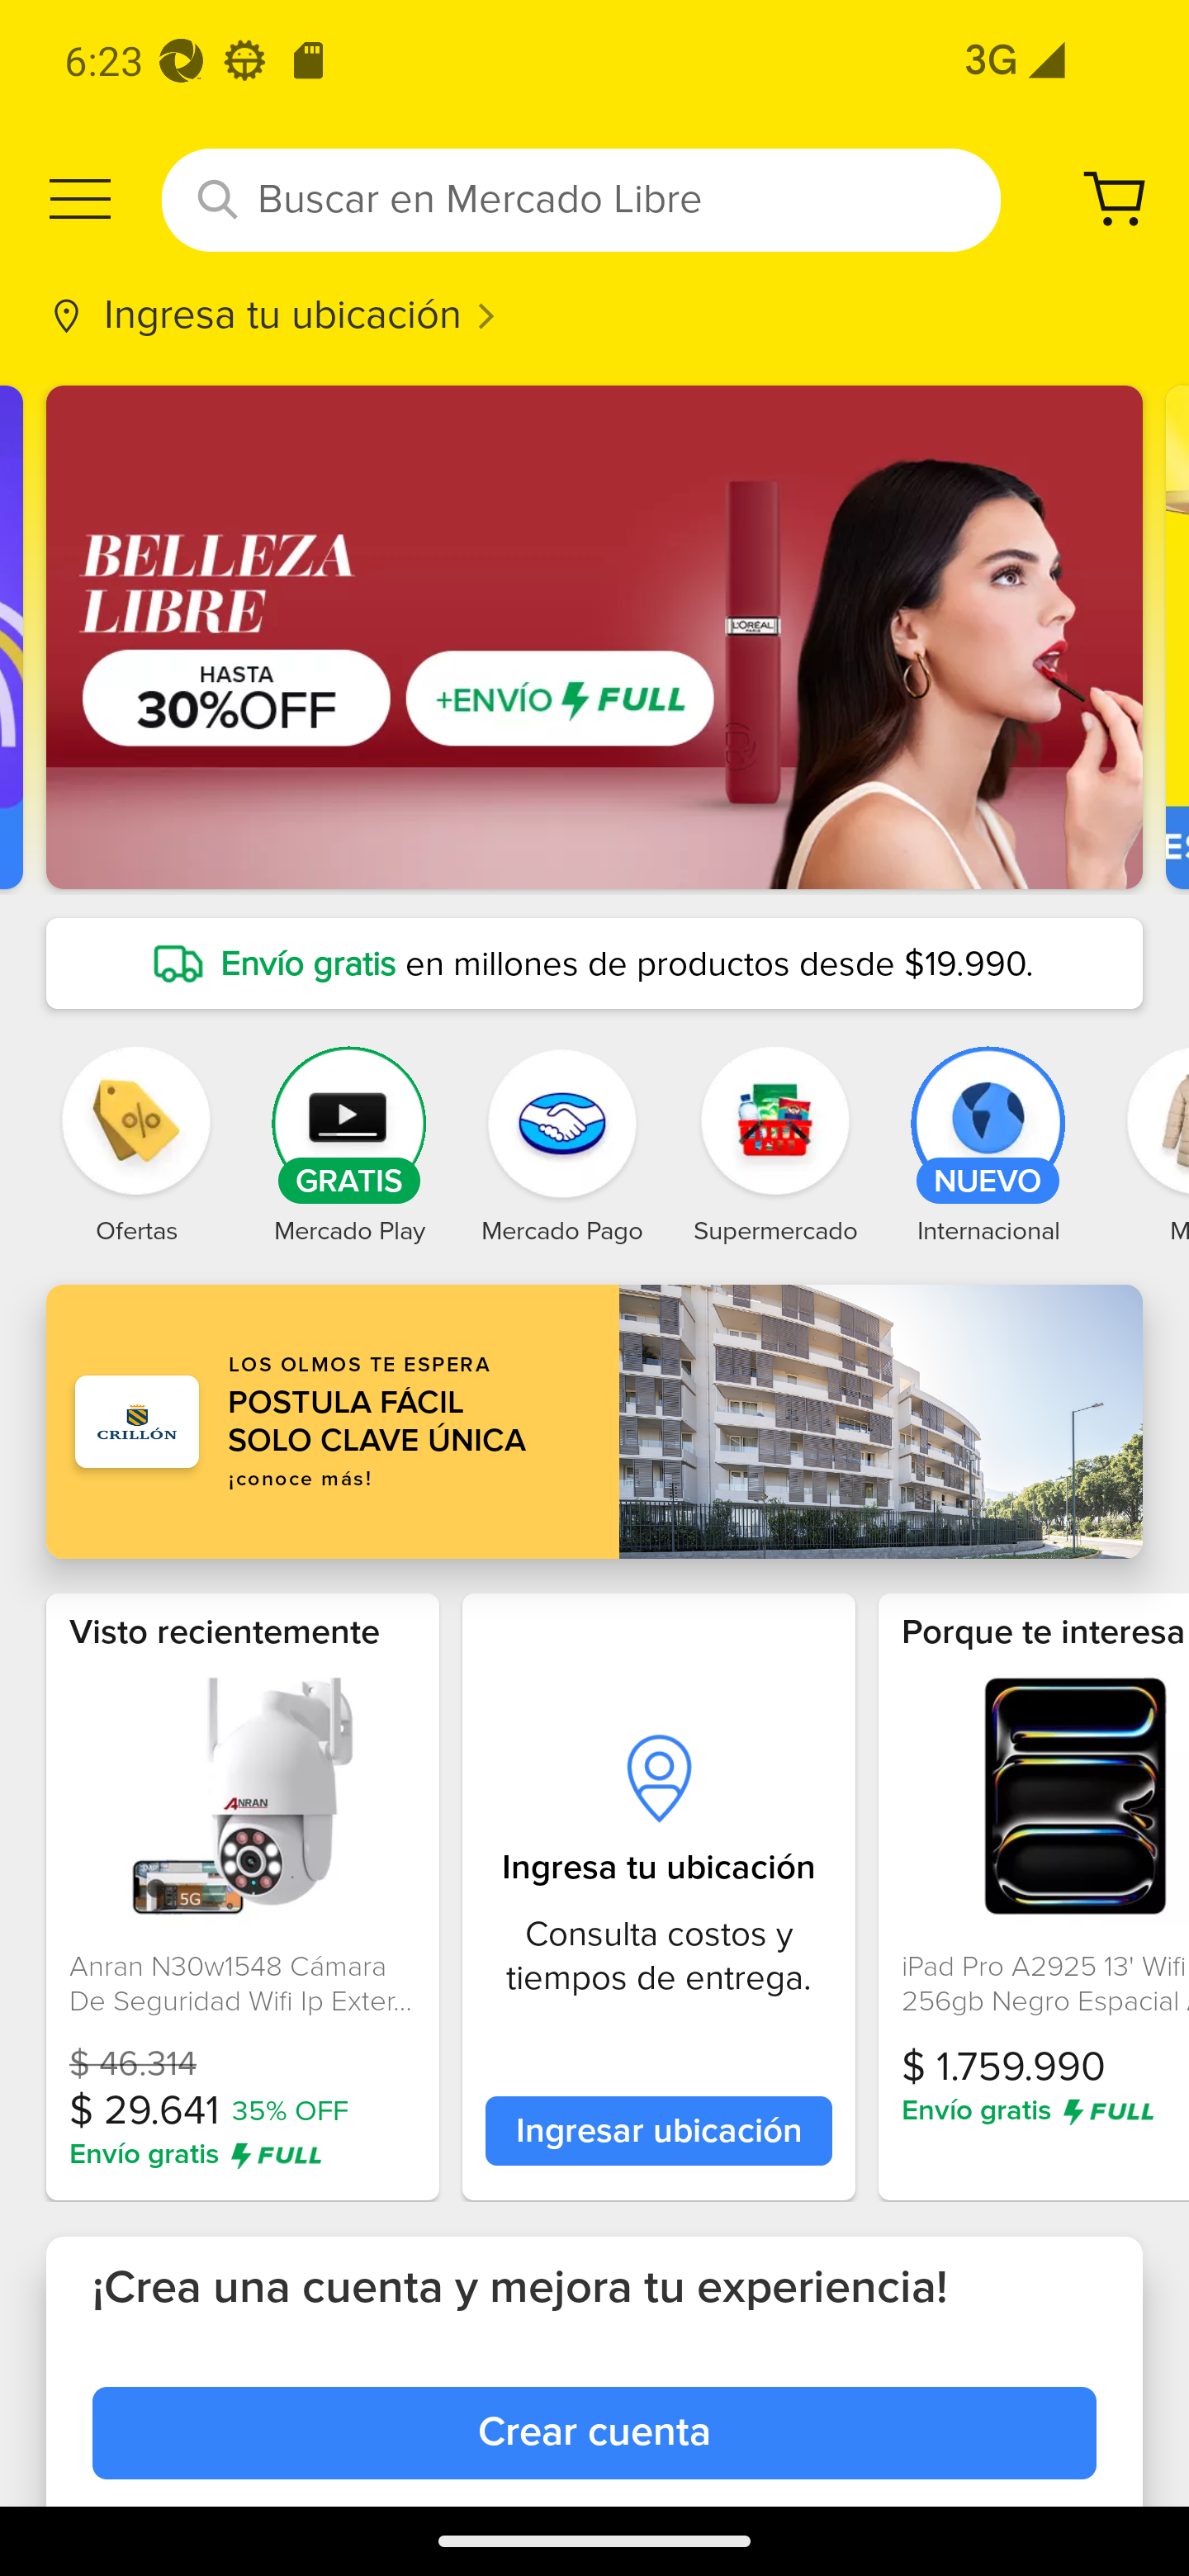 6:23
3G
Buscar en Mercado Libre
Ingresa tu ubicación
BELLEZA
LIBRE
HASTA
30%OFF
+ENVÍO FULL
L'ORÉAL
PARIS
ES
Envío gratis en millones de productos desde $19.990.
GRATIS
NUEVO
Ofertas
Mercado Play
Mercado Pago
Supermercado
Internacional
M
LOS OLMOS TE ESPERA
POSTULA FÁCIL
SOLO CLAVE ÚNICA
¡conoce más!
CRILLÓN
Visto recientemente
ANRAN
5G
Anran N30w1548 Cámara
De Seguridad Wifi Ip Exter...
$ 46.314
$ 29.641 35% OFF
Envío gratis FULL
Ingresa tu ubicación
Consulta costos y
tiempos de entrega.
Ingresar ubicación
Porque te interesa
iPad Pro A2925 13' Wifi
256gb Negro Espacial
$ 1.759.990
Envío gratis FULL
¡Crea una cuenta y mejora tu experiencia!
Crear cuenta